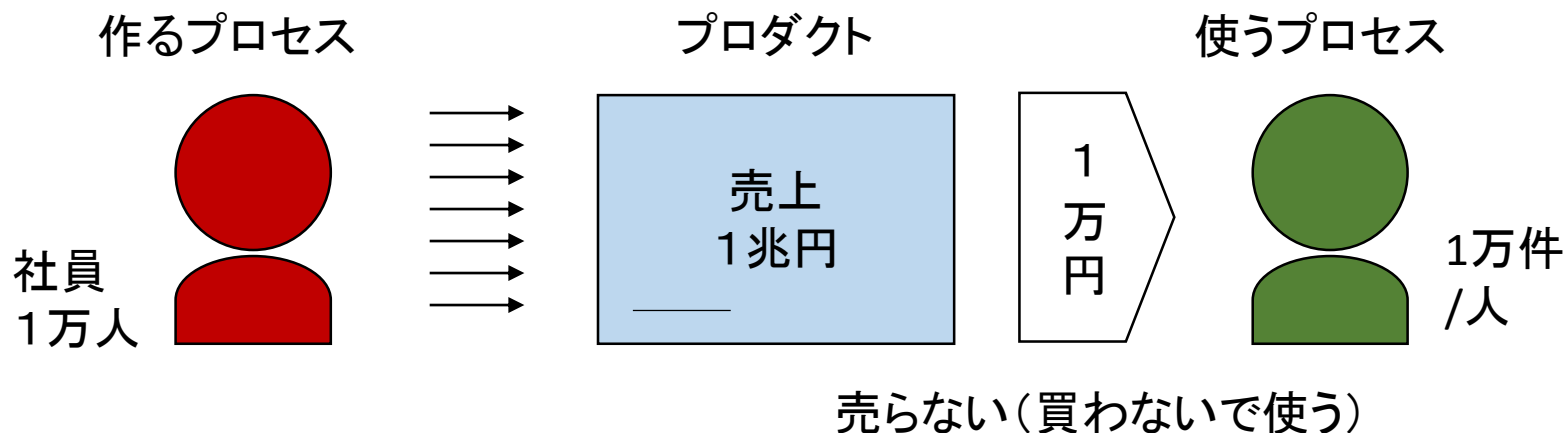 作るプロセス
プロダクト
使うプロセス
社員
１万人
売上
１兆円
１
万
円
1万件
/人
売らない（買わないで使う）